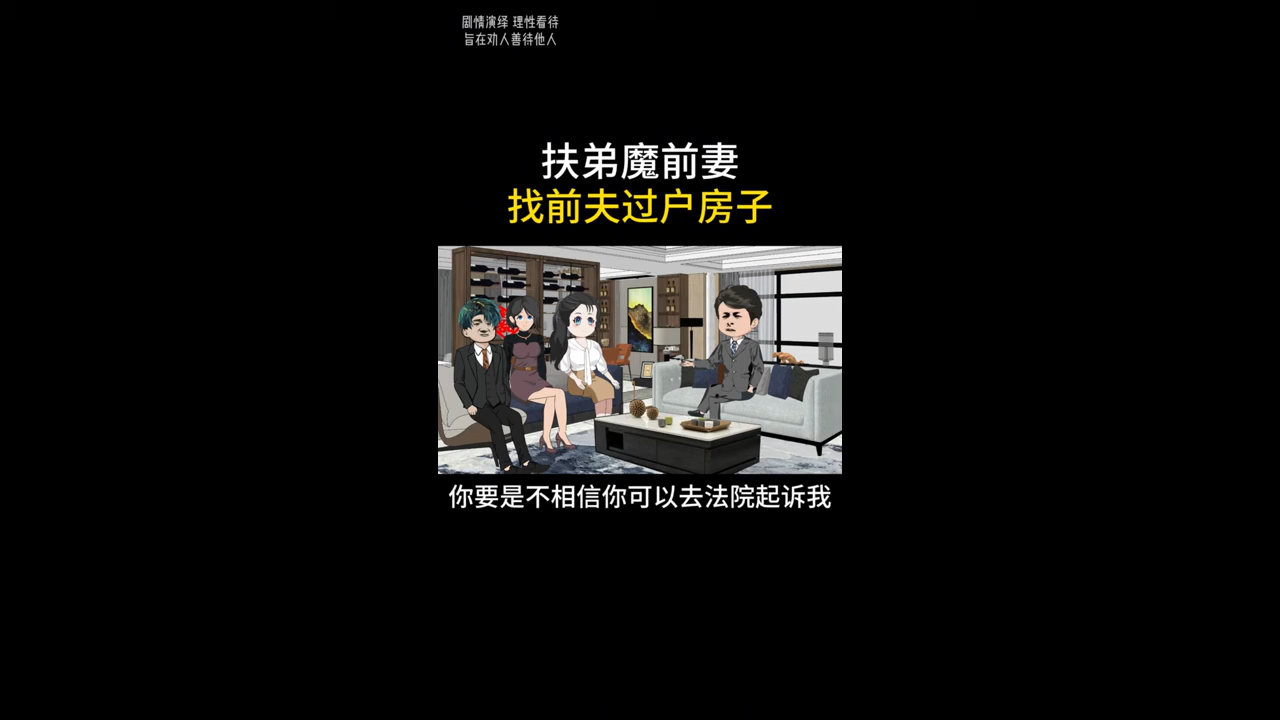 剧情演绎 理性看待
旨在劝人善待他人
扶弟魔前妻
找前夫过户房子
你要是不相信你可以去法院起诉我